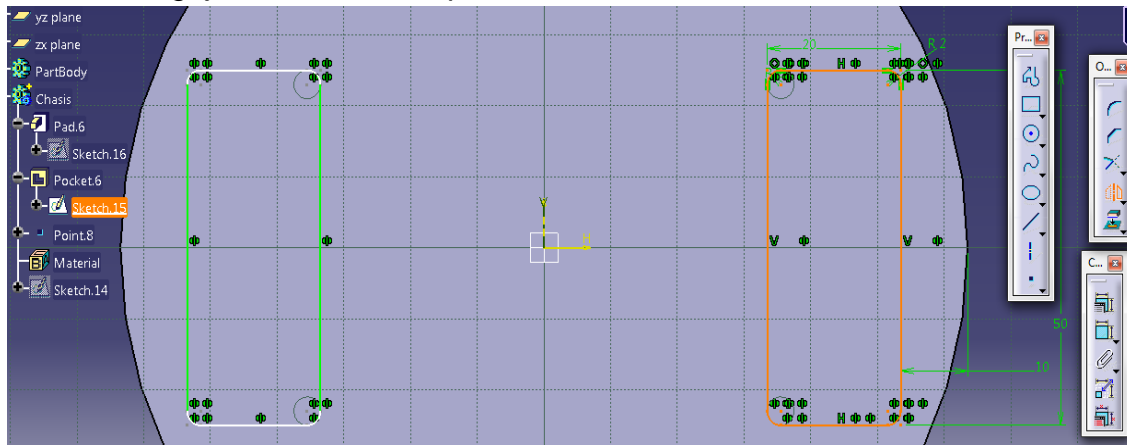 yz plane
zx plane
PartBody
Chasis
Pad.6
Sketch.16
Pocket.6
Sketch.15
Point.8
Material
Sketch.14
20
R 2
H
V
V
50
10
H
V
H
Pr...
O...
C...